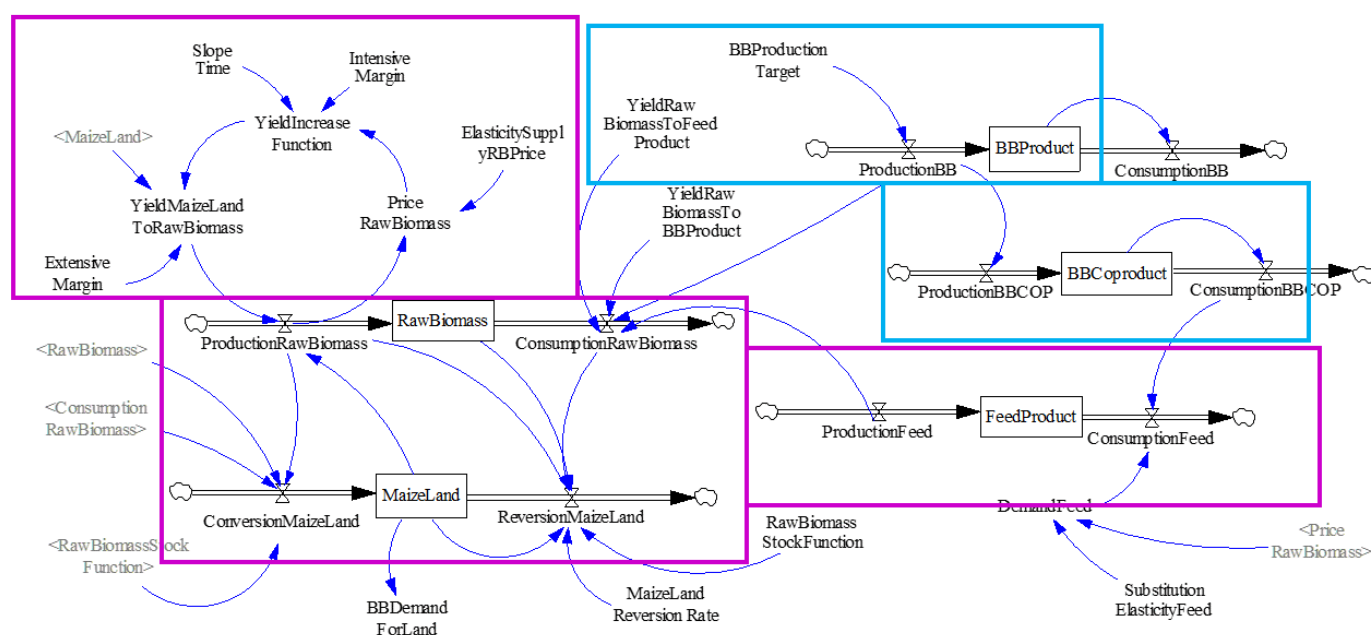 Slope
Time
Intensive
Margin
<MaizeLand>
YieldIncrease
Function
ElasticitySuppl
yRBPrice
YieldMaizeLand
ToRawBiomass
Price
RawBiomass
Extensive
Margin
YieldRaw
BiomassToFeed
Product
BBProduction
Target
ProductionBB
BBProduct
ConsumptionBB
YieldRaw
BiomassTo
BBProduct
ProductionBBCOP
BBCoproduct
ConsumptionBBCOP
ProductionRawBiomass
RawBiomass
ConsumptionRawBiomass
<RawBiomass>
<Consumption
RawBiomass>
ProductionFeed
FeedProduct
ConsumptionFeed
ConversionMaizeLand
MaizeLand
ReversionMaizeLand
<RawBiomassStock
Function>
BBDemand
ForLand
MaizeLand
Reversion Rate
RawBiomass
StockFunction
DemandFeed
Substitution
ElasticityFeed
<Price
RawBiomass>